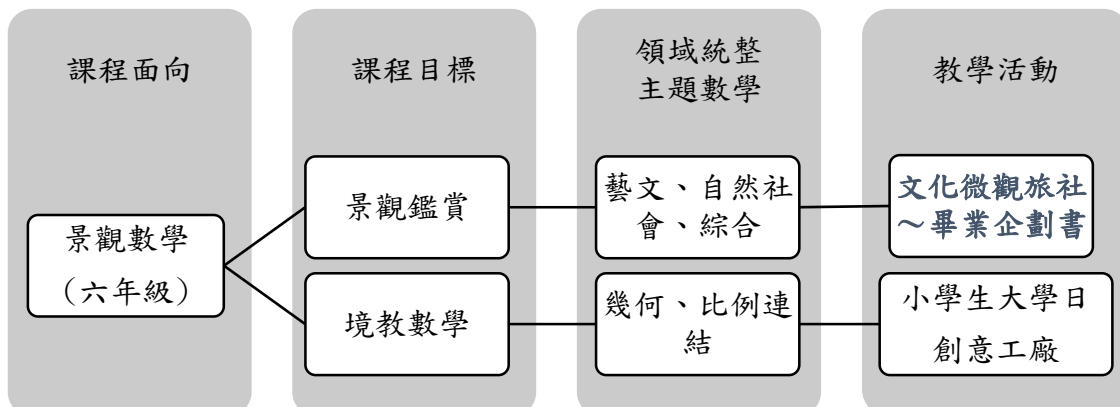 課程面向
課程目標
領域統整
主題數學
教學活動
景觀數學
（六年級）
景觀鑑賞
藝文、自然社
會、綜合
文化微觀旅社
～畢業企劃書
境教數學
幾何、比例連
結
小學生大學日
創意工廠